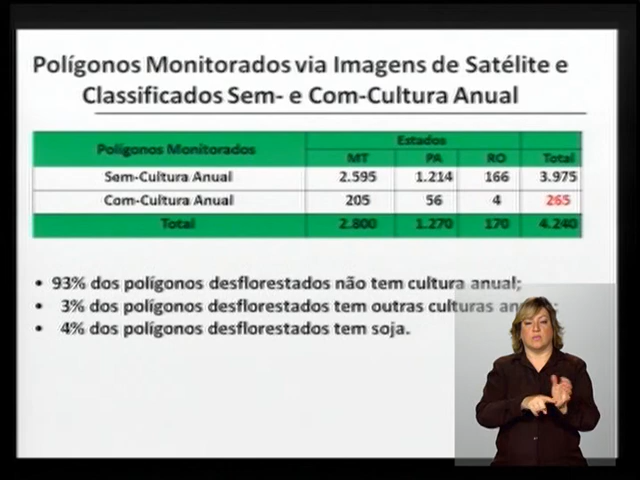 Polígonos Monitorados via Imagens de Satélite e
Classificados Sem- e Com-Cultura Anual
Polígonos Monitorados Estados
MT PA RO Total
Sem-Cultura Anual 2.595 1.214 166 3.975
Com-Cultura Anual 205 56 4 265
Total 2.800 1.270 170 4.240
• 93% dos polígonos desflorestados não tem cultura anual;
• 3% dos polígonos desflorestados tem outras culturas
• 4% dos polígonos desflorestados tem soja.